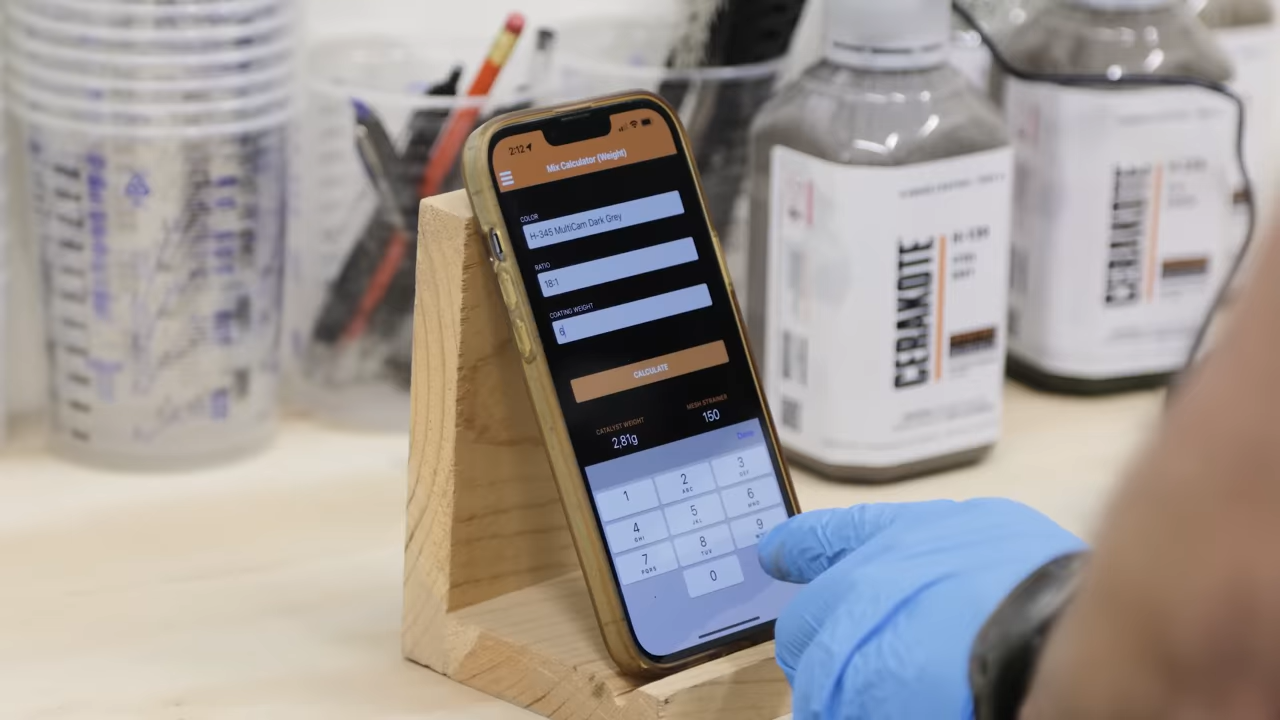 2:12
Mix Calculator (Weight)
COLOR
H-345 MultiCam Dark Grey
RATIO
18:1
COATING WEIGHT
6
CALCULATE
CATALYST WEIGHT
MESH STRAINER
2,81g
150
Done
1
2
ABC
3
DEF
4
GHI
5
JKL
6
MNO
7
PQRS
8
TUV
9
0
CERAKOTE
CERAKOTE